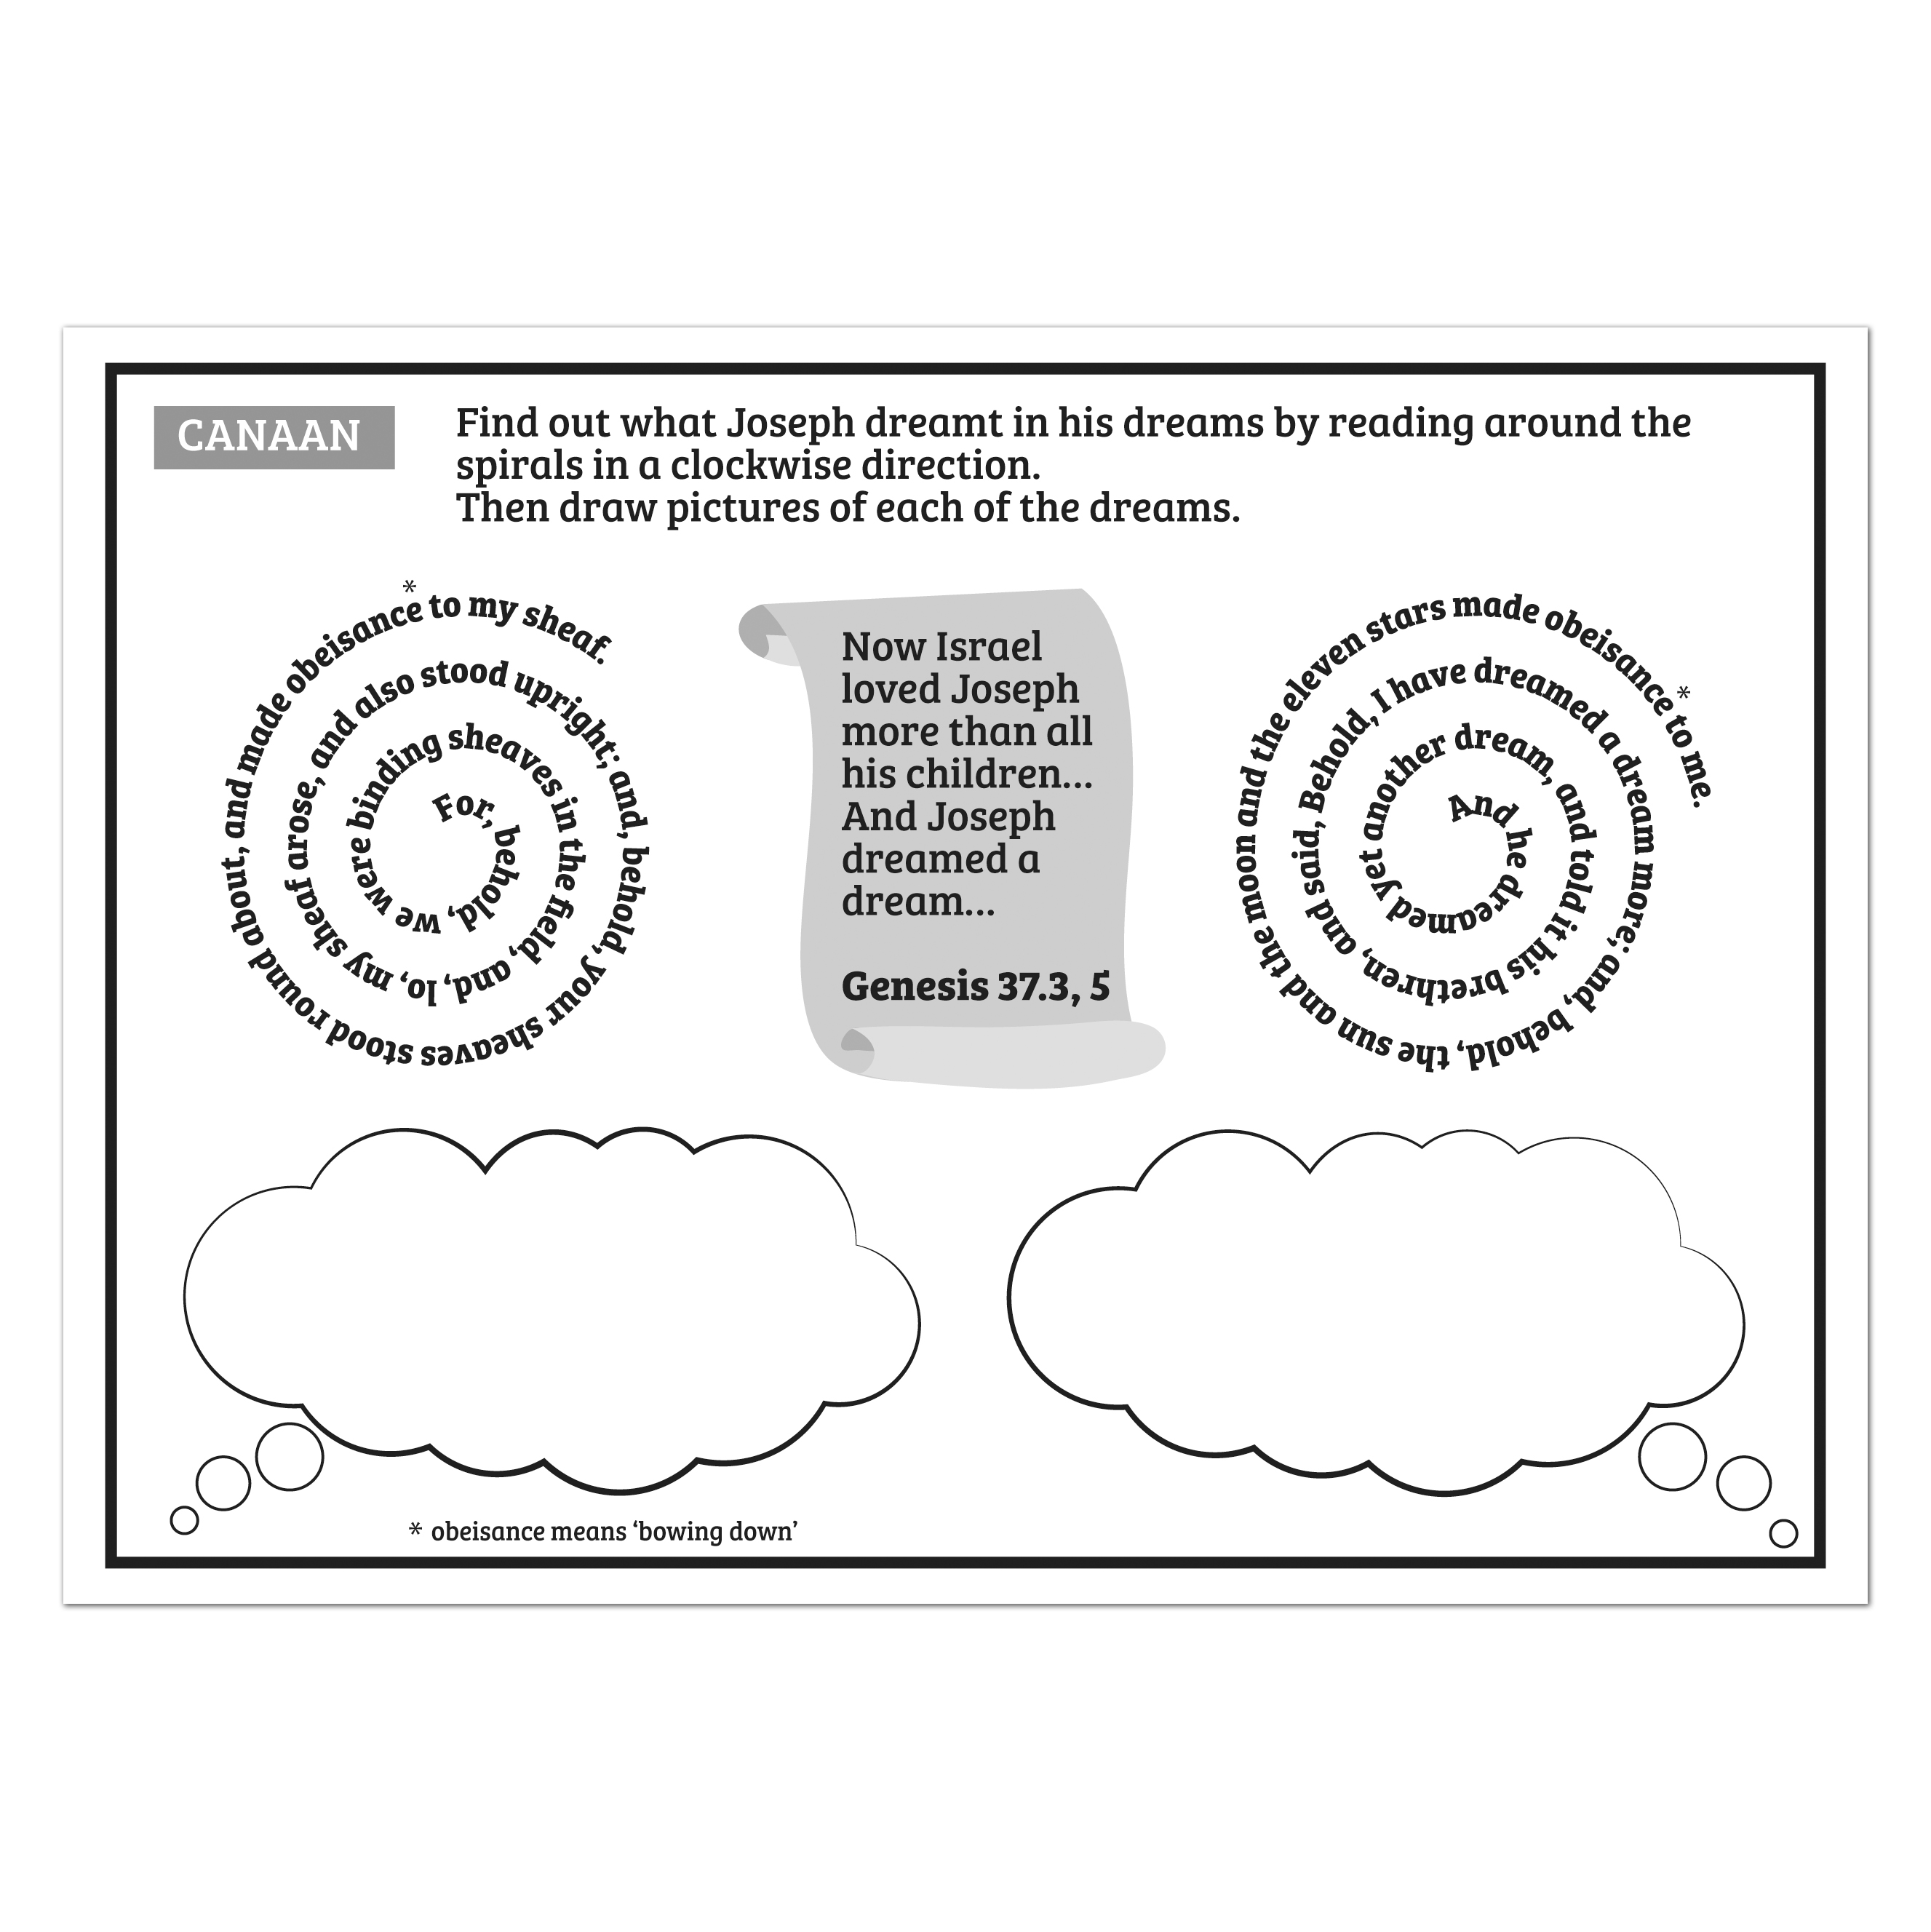 CANAAN
Find out what Joseph dreamt in his dreams by reading around the
spirals in a clockwise direction.
Then draw pictures of each of the dreams.
For, behold, we were binding sheaves in the field, and, lo, my sheaf arose, and also stood upright; and, behold, your sheaves stood round about, and made obeisance* to my sheaf.
Now Israel
loved Joseph
more than all
his children...
And Joseph
dreamed a
dream...
Genesis 37.3, 5
And he dreamed yet another dream, and told it his brethren, and said, Behold, I have dreamed a dream more; and, behold, the sun and the moon and the eleven stars made obeisance* to me.
* obeisance means ‘bowing down’